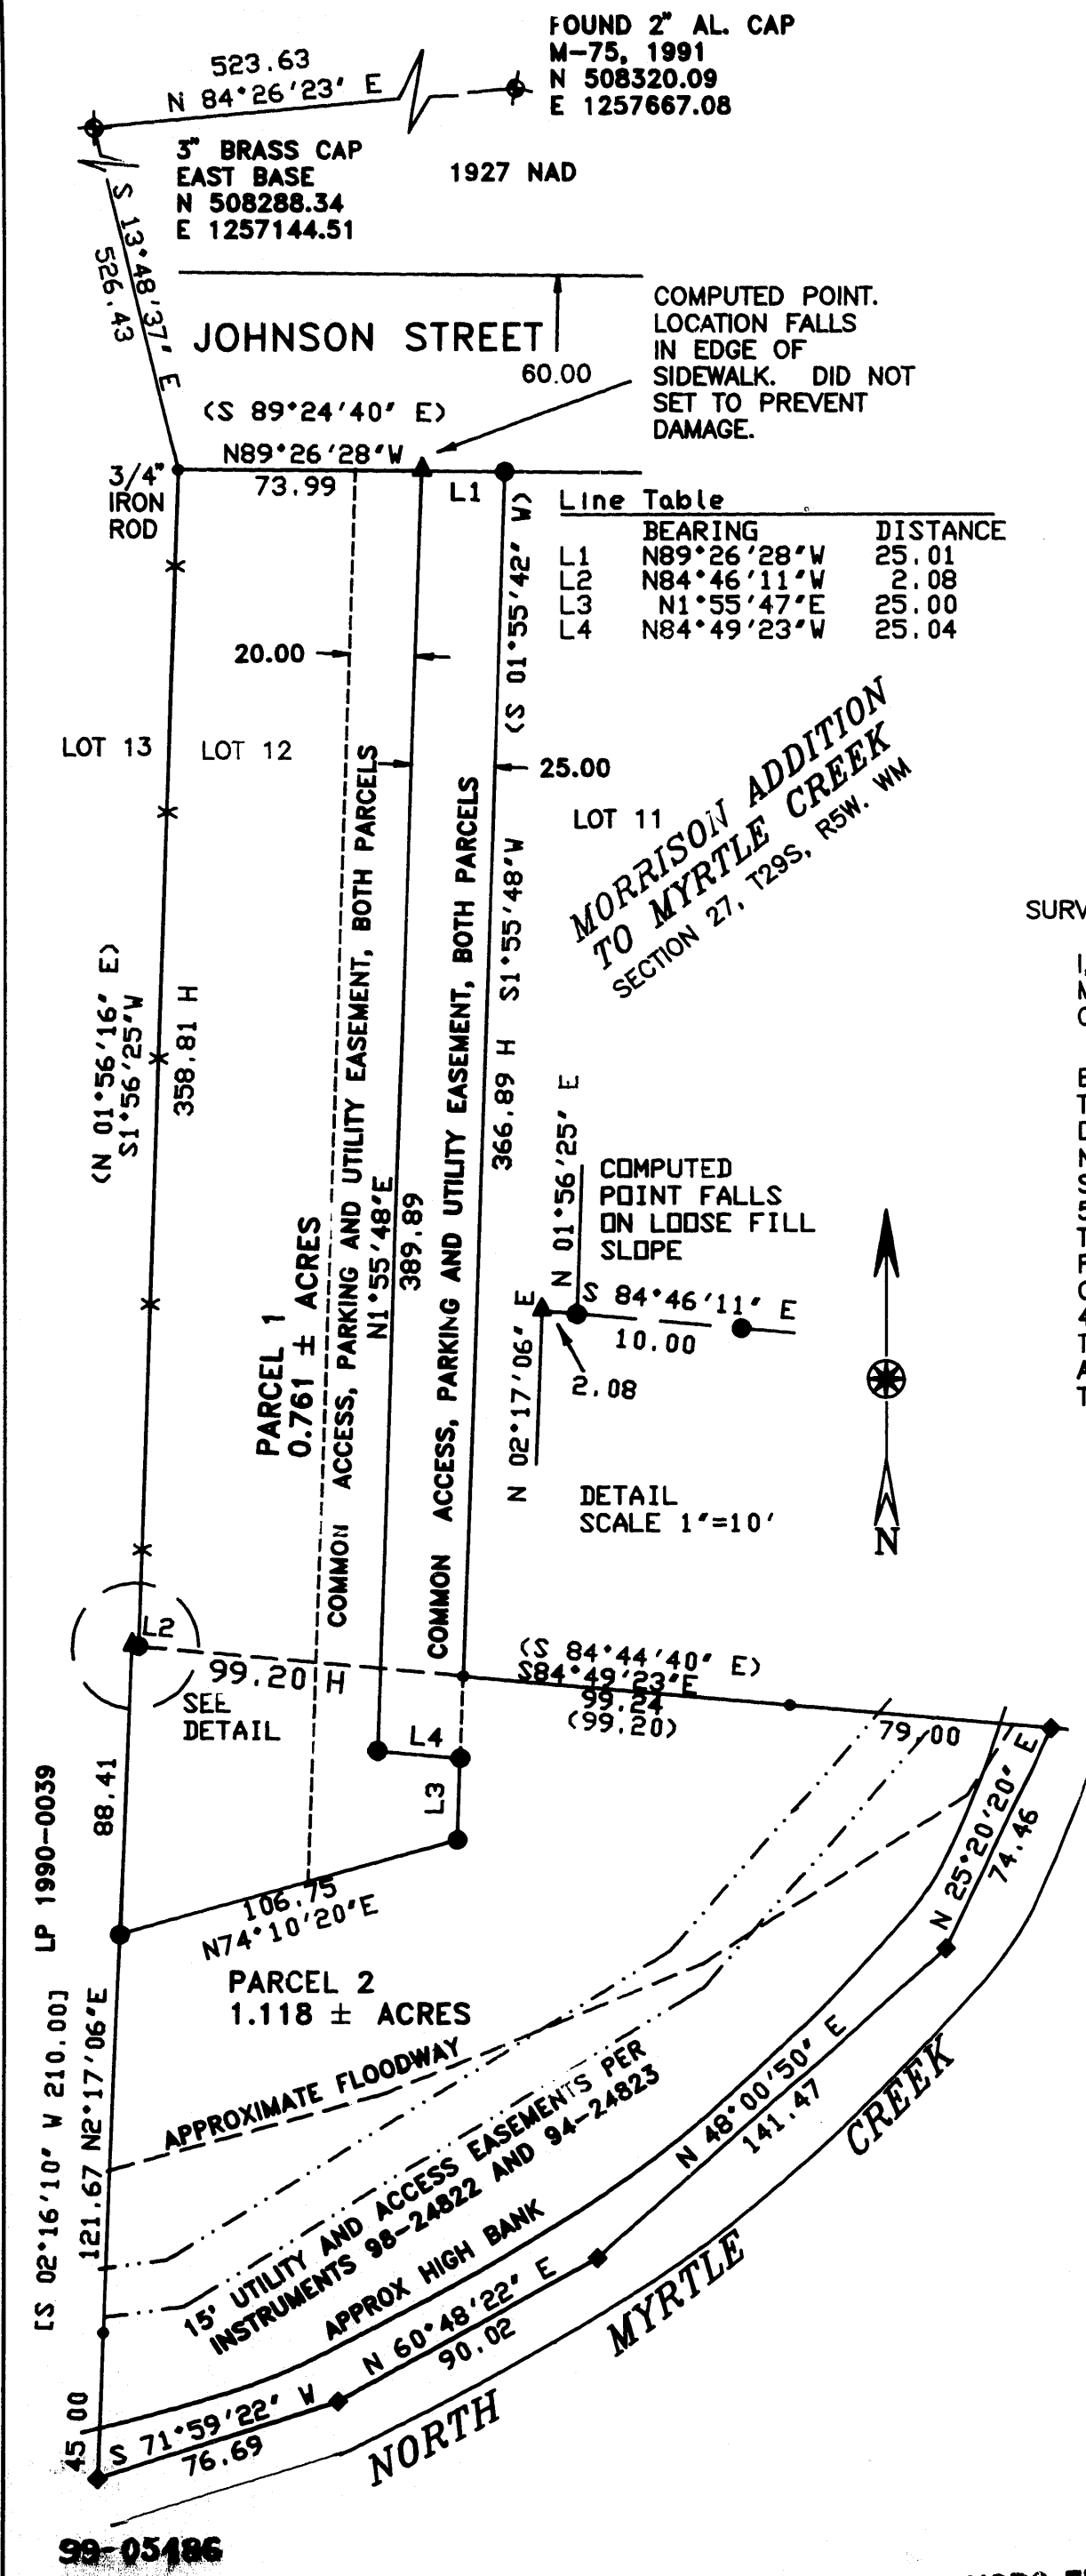 523.63
N 84°26'23" E
FOUND 2" AL. CAP
M-75, 1991
N 508320.09
E 1257667.08
3" BRASS CAP
EAST BASE
N 508288.34
E 1257144.51
1927 NAD
S 13°48'37" E
526.43
JOHNSON STREET
60.00
COMPUTED POINT.
LOCATION FALLS
IN EDGE OF
SIDEWALK. DID NOT
SET TO PREVENT
DAMAGE.
(S 89°24'40" E)
N89°26'28"W
73.99
L1
3/4"
IRON
ROD
Line Table
BEARING DISTANCE
L1 N89°26'28"W 25.01
L2 N84°46'11"W 2.08
L3 N1°55'47"E 25.00
L4 N84°49'23"W 25.04
(S 01°55'42" W)
20.00
LOT 13
LOT 12
25.00
LOT 11
MORRISON ADDITION
TO MYRTLE CREEK
SECTION 27, T29S, R5W. WM
SURV
(N 01°56'16" E)
S1°56'25"W
358.81 H
COMMON ACCESS, PARKING AND UTILITY EASEMENT, BOTH PARCELS
N1°55'48"E
389.89
COMMON ACCESS, PARKING AND UTILITY EASEMENT, BOTH PARCELS
366.89 H S1°55'48"W
PARCEL 1
0.761 ± ACRES
N 01°56'25" E
COMPUTED
POINT FALLS
ON LOOSE FILL
SLOPE
S 84°46'11" E
10.00
2.08
N 02°17'06" E
DETAIL
SCALE 1"=10'
N
L2
99.20 H
SEE
DETAIL
(S 84°44'40" E)
S84°49'23"E
99.24
(99.20)
79.00
L4
L3
88.41
LP 1990-0039
106.75
N74°10'20"E
N 25°20'20" E
74.46
PARCEL 2
1.118 ± ACRES
[S 02°16'10" W 210.00]
121.67 N2°17'06"E
APPROXIMATE FLOODWAY
15' UTILITY AND ACCESS EASEMENTS PER
INSTRUMENTS 98-24822 AND 94-24823
APPROX HIGH BANK
N 48°00'50" E
141.47
N 60°48'22" E
90.02
45.00
S 71°59'22" W
76.69
NORTH MYRTLE CREEK
99-05486